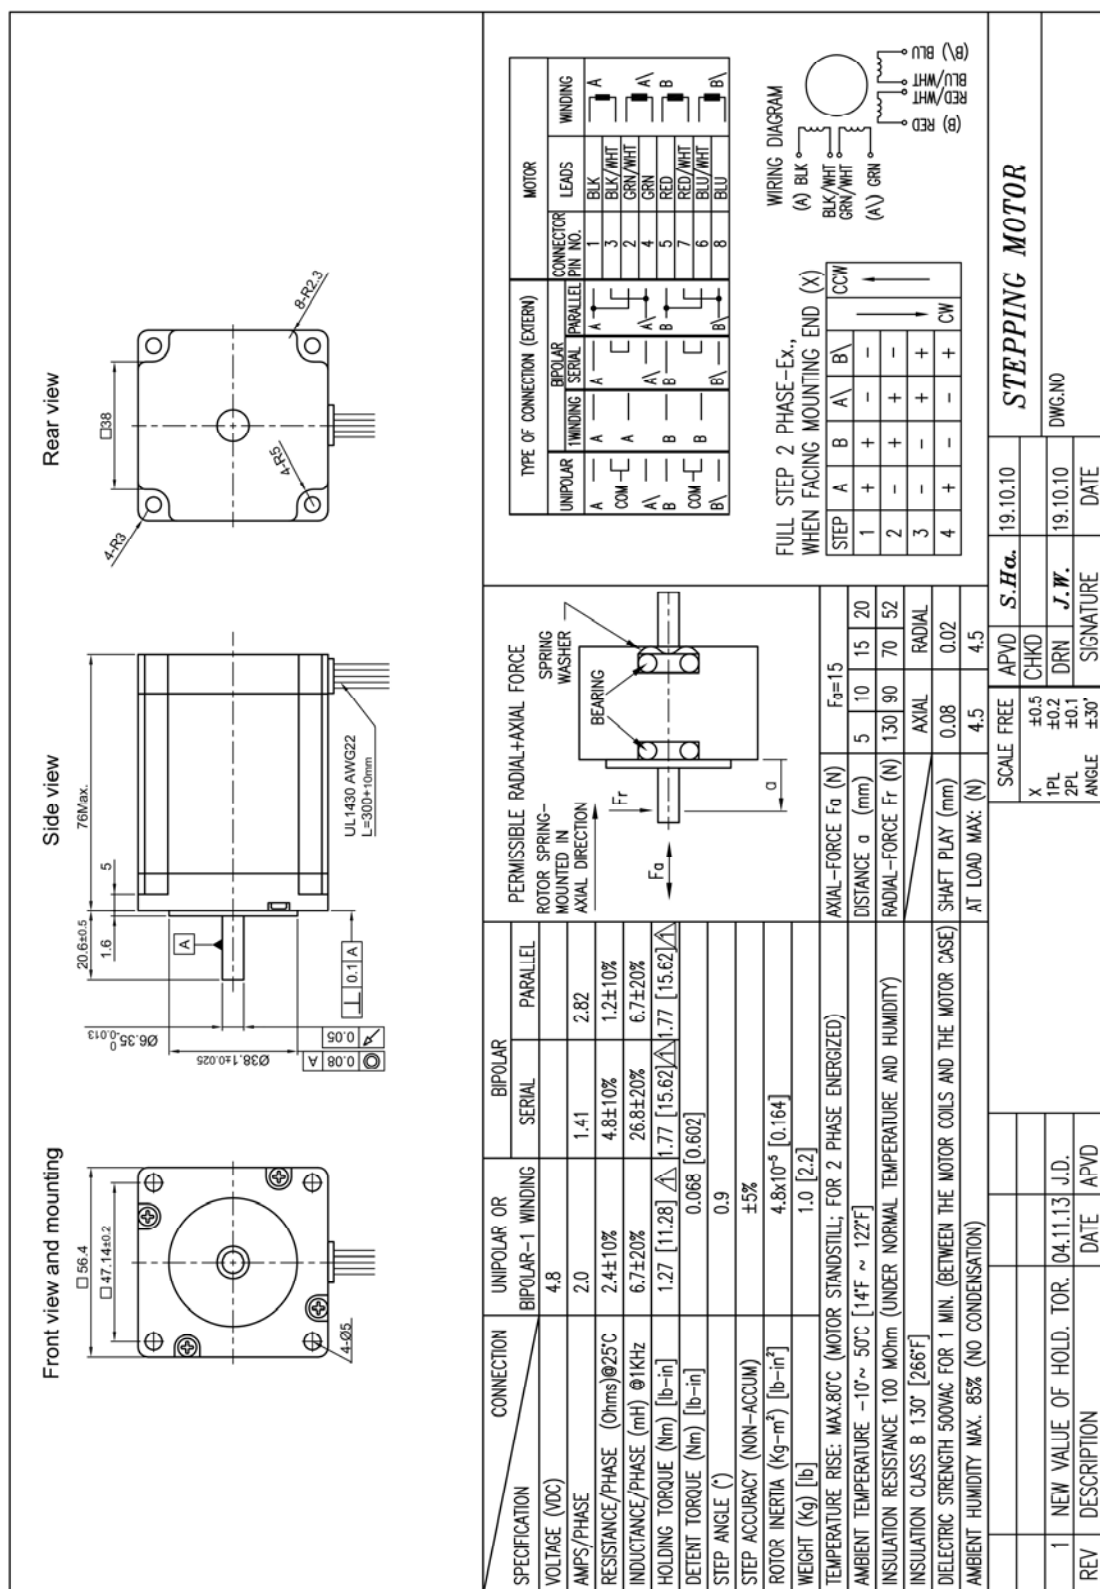 Front view and mounting
□ 56.4
□ 47.14±0.2
4-Ø5
Side view
20.6±0.5
76Max.
1.6
5
A
⊥ 0.1 A
Ø6.35 0 -0.013
Ø38.1±0.025
0.05
◎ 0.08 A
UL1430 AWG22
L=300+10mm
Rear view
□38
4-R3
4-R5
8-R2.3
SPECIFICATION CONNECTION UNIPOLAR OR BIPOLAR-1 WINDING BIPOLAR
SERIAL PARALLEL
VOLTAGE (VDC) 4.8
AMPS/PHASE 2.0 1.41 2.82
RESISTANCE/PHASE (Ohms)@25°C 2.4±10% 4.8±10% 1.2±10%
INDUCTANCE/PHASE (mH) @1KHz 6.7±20% 26.8±20% 6.7±20%
HOLDING TORQUE (Nm) [lb-in] 1.27 [11.28] 1 1.77 [15.62] 1 1.77 [15.62] 1
DETENT TORQUE (Nm) [lb-in] 0.068 [0.602]
STEP ANGLE (°) 0.9
STEP ACCURACY (NON-ACCUM) ±5%
ROTOR INERTIA (Kg-m²) [lb-in²] 4.8x10⁻⁵ [0.164]
WEIGHT (Kg) [lb] 1.0 [2.2]
TEMPERATURE RISE: MAX.80°C (MOTOR STANDSTILL; FOR 2 PHASE ENERGIZED)
AMBIENT TEMPERATURE -10°~ 50°C [14°F ~ 122°F]
INSULATION RESISTANCE 100 MOhm (UNDER NORMAL TEMPERATURE AND HUMIDITY)
INSULATION CLASS B 130° [266°F]
DIELECTRIC STRENGTH 500VAC FOR 1 MIN. (BETWEEN THE MOTOR COILS AND THE MOTOR CASE)
AMBIENT HUMIDITY MAX. 85% (NO CONDENSATION)
PERMISSIBLE RADIAL+AXIAL FORCE
ROTOR SPRING-
MOUNTED IN
AXIAL DIRECTION
SPRING
WASHER
BEARING
Fr
Fa
a
AXIAL-FORCE Fa (N) Fa=15
DISTANCE a (mm) 5 10 15 20
RADIAL-FORCE Fr (N) 130 90 70 52
AXIAL RADIAL
SHAFT PLAY (mm) 0.08 0.02
AT LOAD MAX: (N) 4.5 4.5
TYPE OF CONNECTION (EXTERN) MOTOR
UNIPOLAR BIPOLAR CONNECTOR PIN NO. LEADS WINDING
1WINDING SERIAL PARALLEL
A A A A 1 BLK A
COM 3 BLK/WHT
A 2 GRN/WHT
A\ A\ A\ 4 GRN A\
B B B B 5 RED B
COM 7 RED/WHT
B 6 BLU/WHT
B\ B\ B\ 8 BLU B\
FULL STEP 2 PHASE-Ex.,
WHEN FACING MOUNTING END (X)
STEP A B A\ B\ CCW
1 + + - -
2 - + + -
3 - - + +
4 + - - + CW
WIRING DIAGRAM
(A) BLK
BLK/WHT
GRN/WHT
(A\) GRN
(B) RED
RED/WHT
BLU/WHT
(B\) BLU
1 NEW VALUE OF HOLD. TOR. 04.11.13 J.D.
REV DESCRIPTION DATE APVD
SCALE FREE
X ±0.5
1PL ±0.2
2PL ±0.1
ANGLE ±30'
APVD S.Ha. 19.10.10
CHKD
DRN J.W. 19.10.10
SIGNATURE DATE
STEPPING MOTOR
DWG.NO